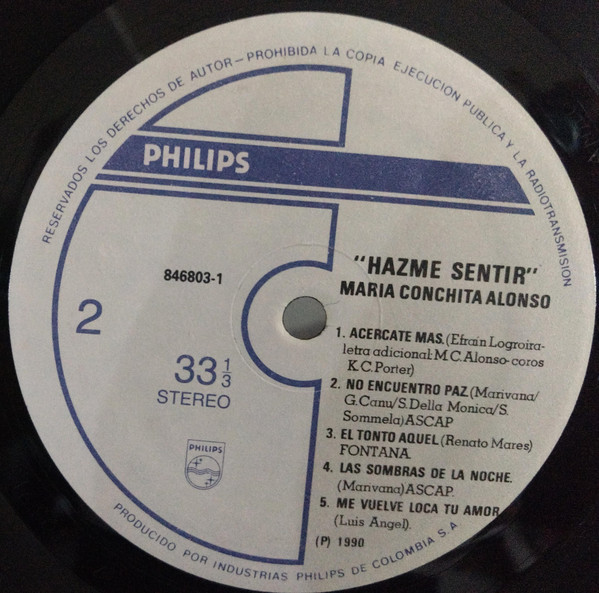 RESERVADOS LOS DERECHOS DE AUTOR - PROHIBIDA LA COPIA EJECUCION PUBLICA Y LA RADIOTRANSMISION
PHILIPS
846803-1
2
33 1/3
STEREO
PHILIPS
"HAZME SENTIR"
MARIA CONCHITA ALONSO
1. ACERCATE MAS. (Efrain Logroira-
letra adicional: M.C. Alonso-coros
K.C. Porter)
2. NO ENCUENTRO PAZ. (Marivana/
G.Canu/S.Della Monica/S.
Sommela) ASCAP
3. EL TONTO AQUEL (Renato Mares)
FONTANA.
4. LAS SOMBRAS DE LA NOCHE.
(Marivana) ASCAP.
5. ME VUELVE LOCA TU AMOR
(Luis Angel).
(P) 1990
PRODUCIDO POR INDUSTRIAS PHILIPS DE COLOMBIA S.A.